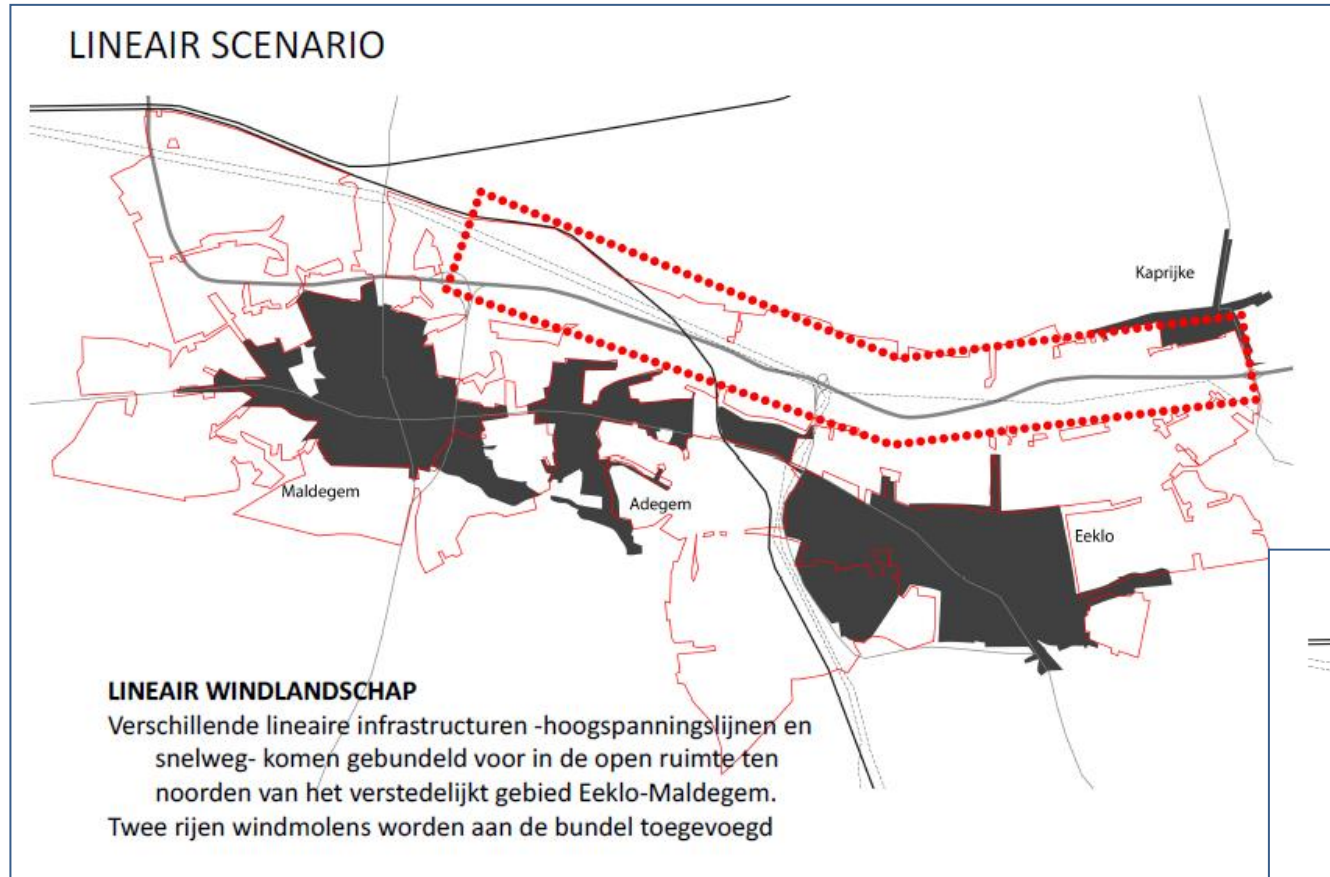 LINEAIR SCENARIO
Kaprijke
Maldegem
Adegem
Eeklo
LINEAIR WINDLANDSCHAP
Verschillende lineaire infrastructuren -hoogspanningslijnen en
snelweg- komen gebundeld voor in de open ruimte ten
noorden van het verstedelijkt gebied Eeklo-Maldegem.
Twee rijen windmolens worden aan de bundel toegevoegd